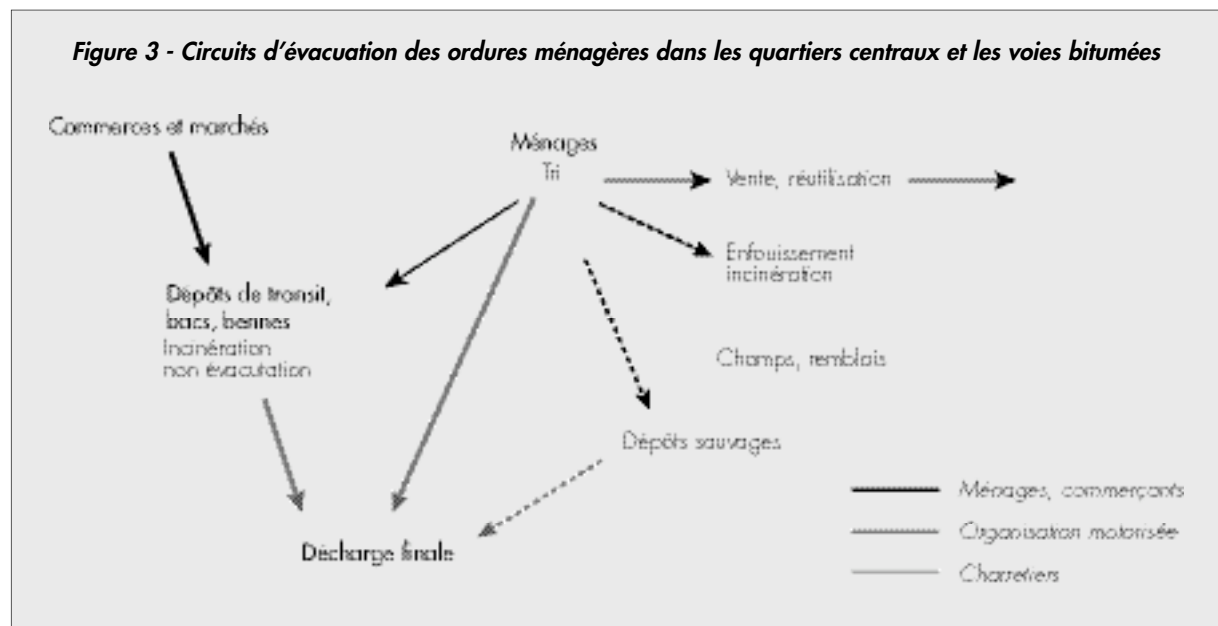 Figure 3 - Circuits d'évacuation des ordures ménagères dans les quartiers centraux et les voies bitumées
Commerces et marchés
Ménages
Tri
Vente, réutilisation
Enfouissement
incinération
Dépôts de transit,
bacs, bennes
Incinération
non évacutation
Champs, remblais
Dépôts sauvages
Décharge finale
Ménages, commerçants
Organisation motorisée
Charretiers